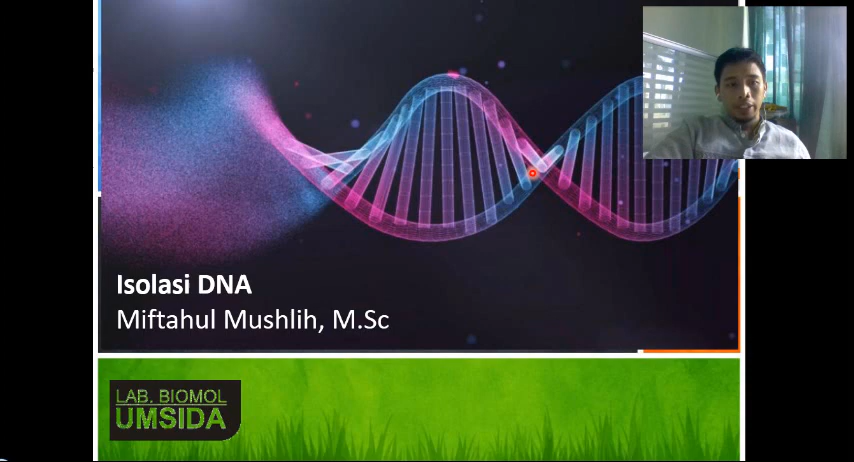 Isolasi DNA
Miftahul Mushlih, M.Sc
LAB. BIOMOL
UMSIDA